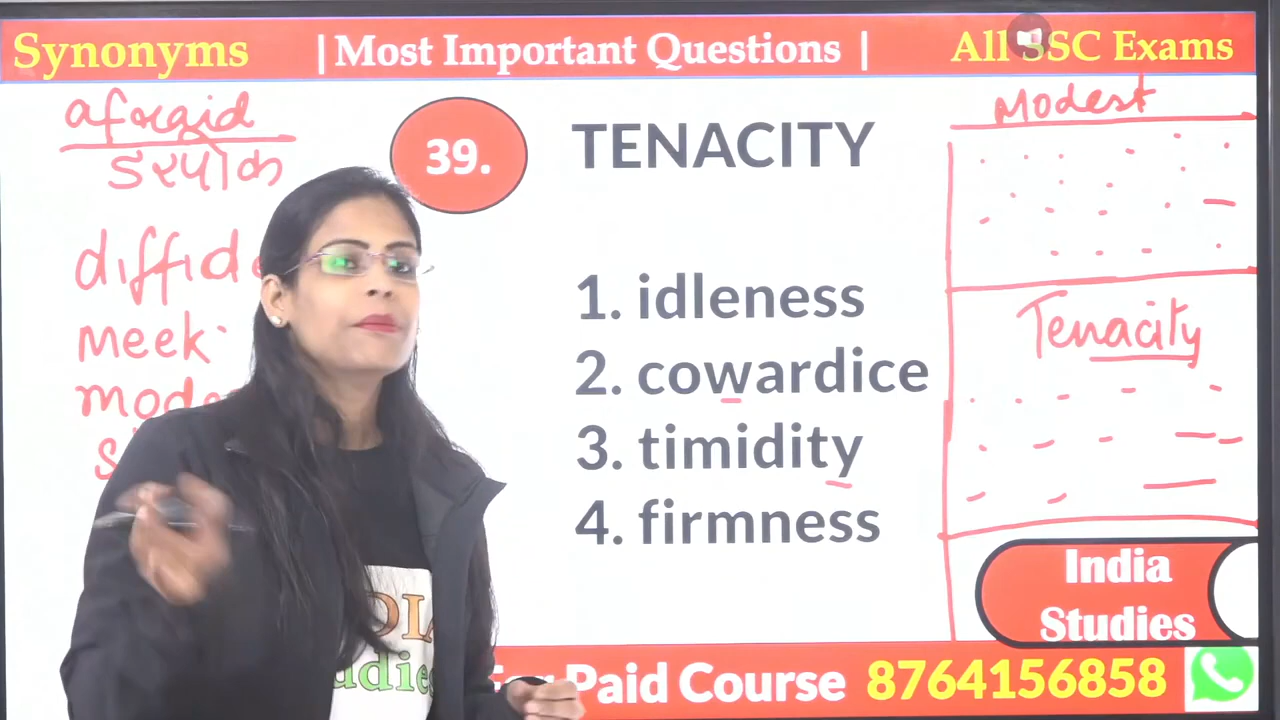 Synonyms | Most Important Questions | All SSC Exams
afraid
डरपोक
meek
39.
TENACITY
1. idleness
2. cowardice
3. timidity
4. firmness
Modest
Tenacity
India
Studies
Paid Course 8764156858